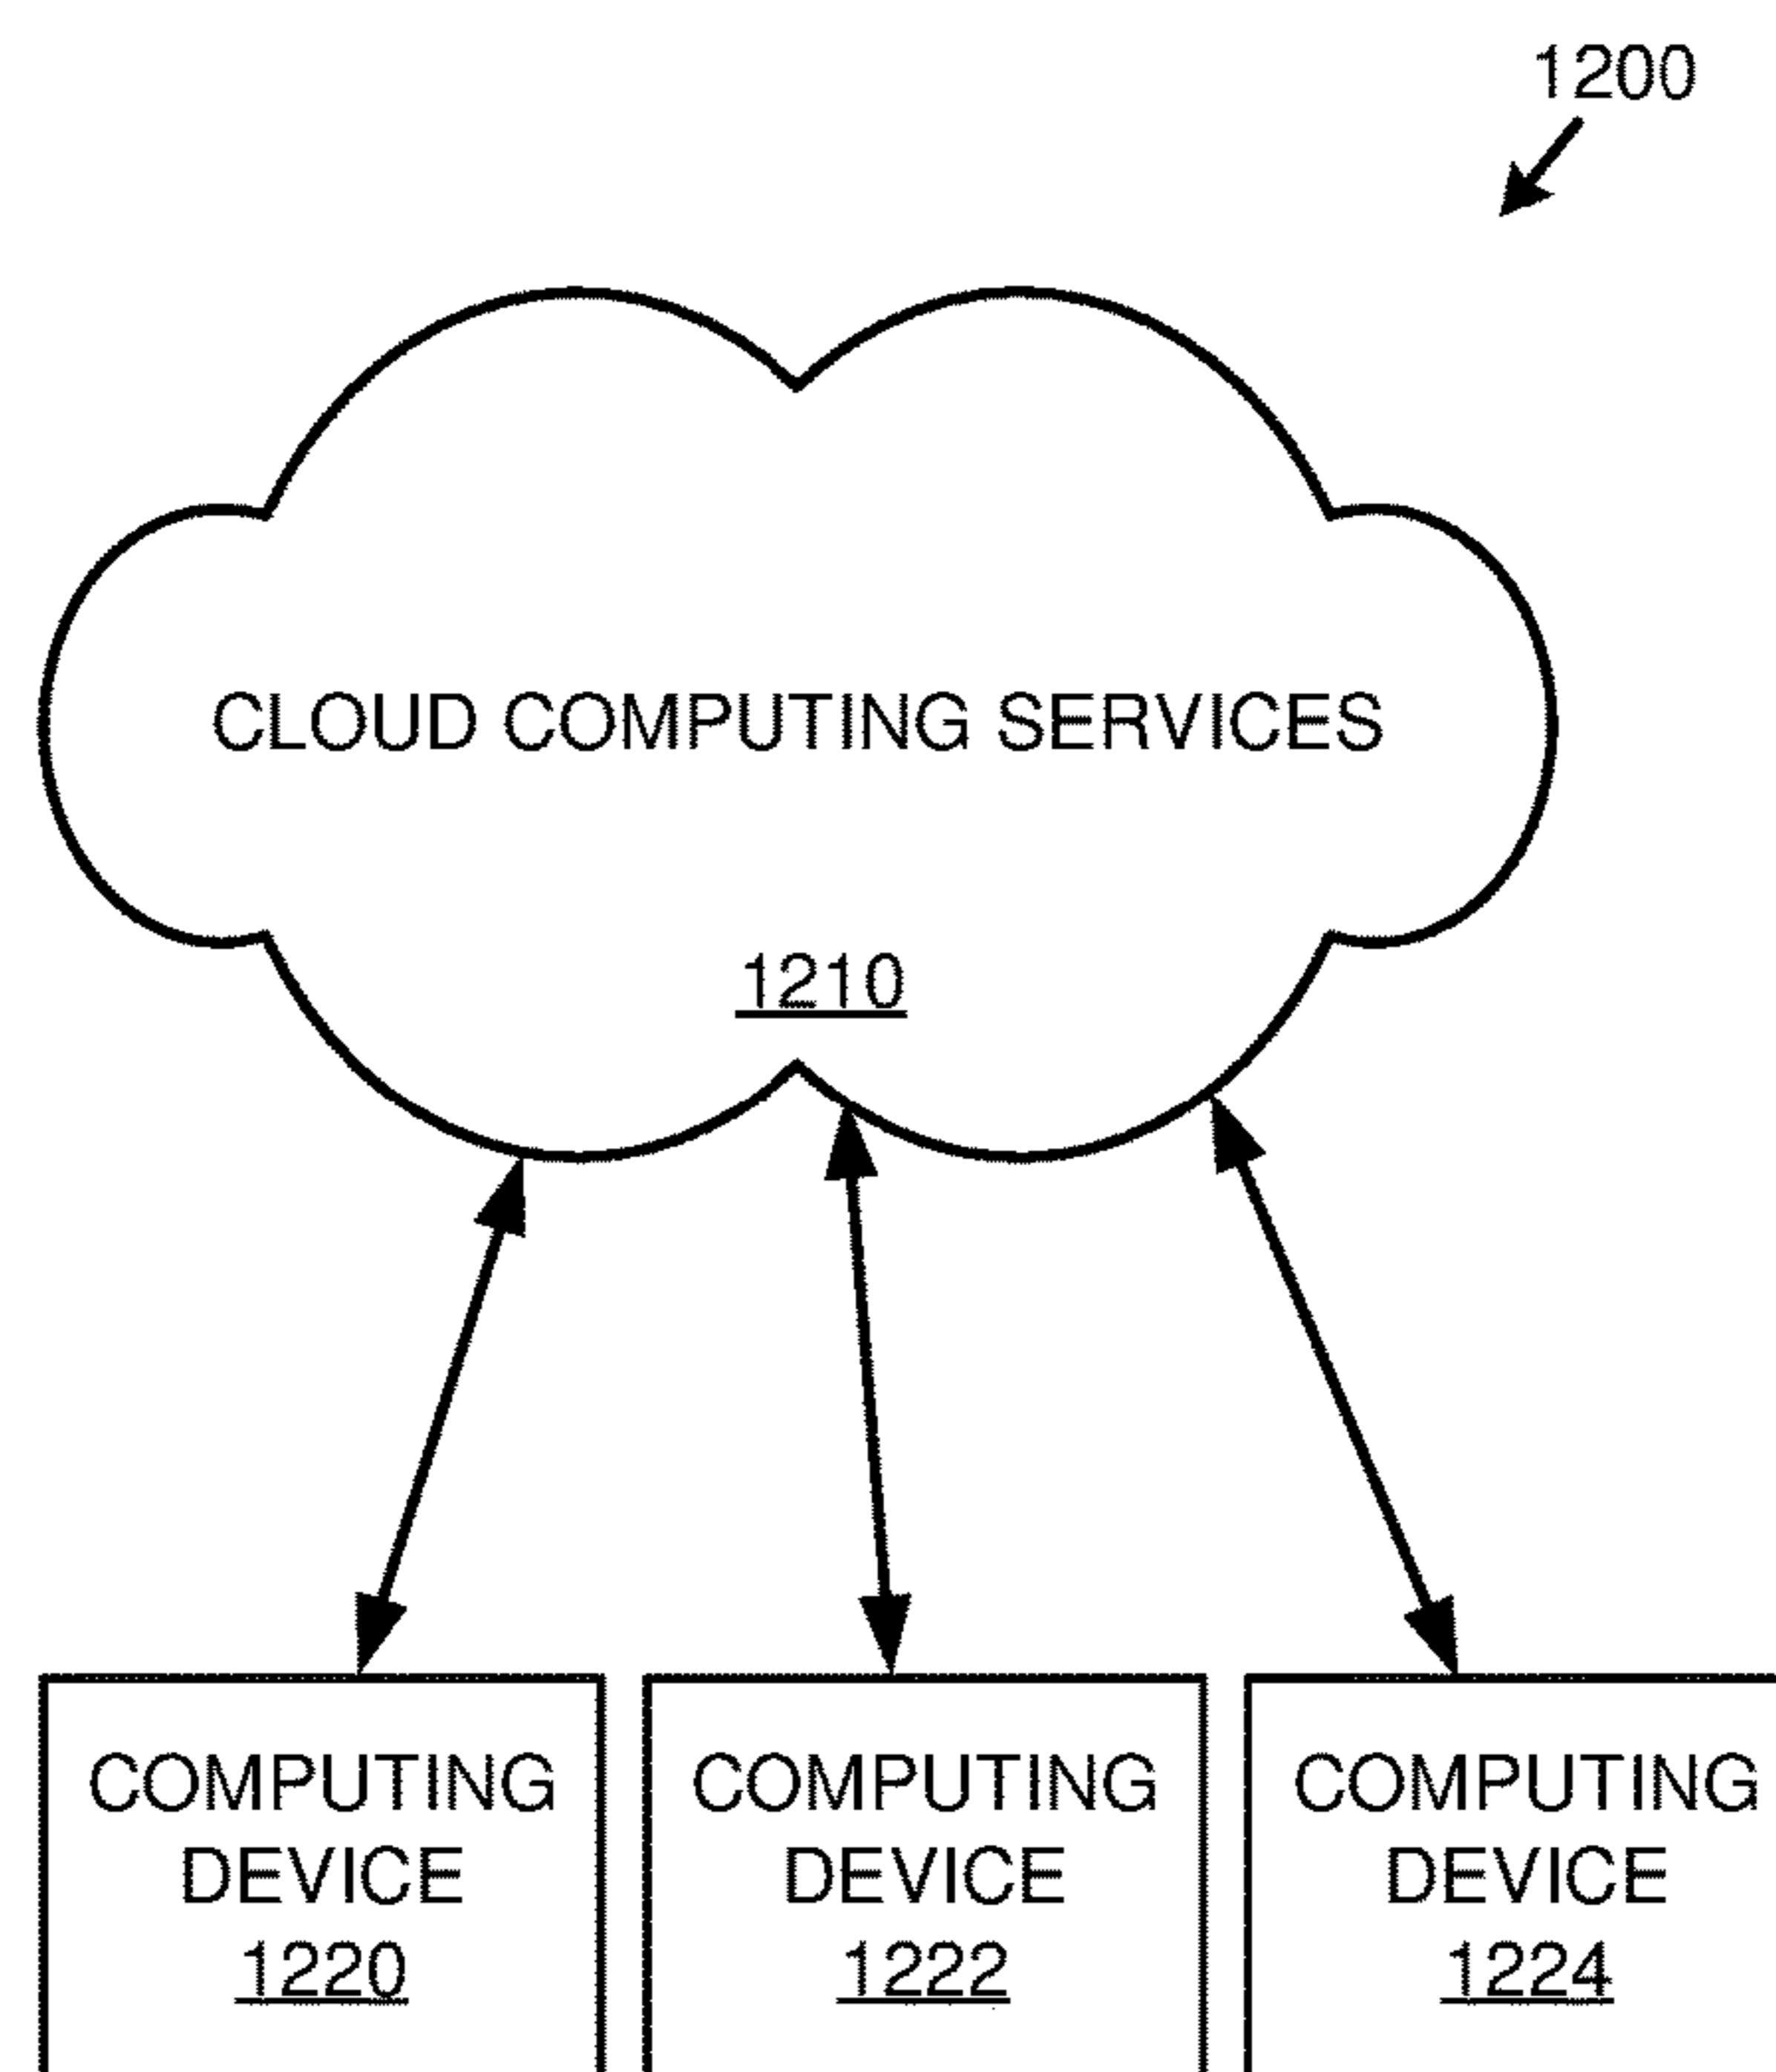 1200
CLOUD COMPUTING SERVICES
1210
COMPUTING
DEVICE
1220
COMPUTING
DEVICE
1222
COMPUTING
DEVICE
1224